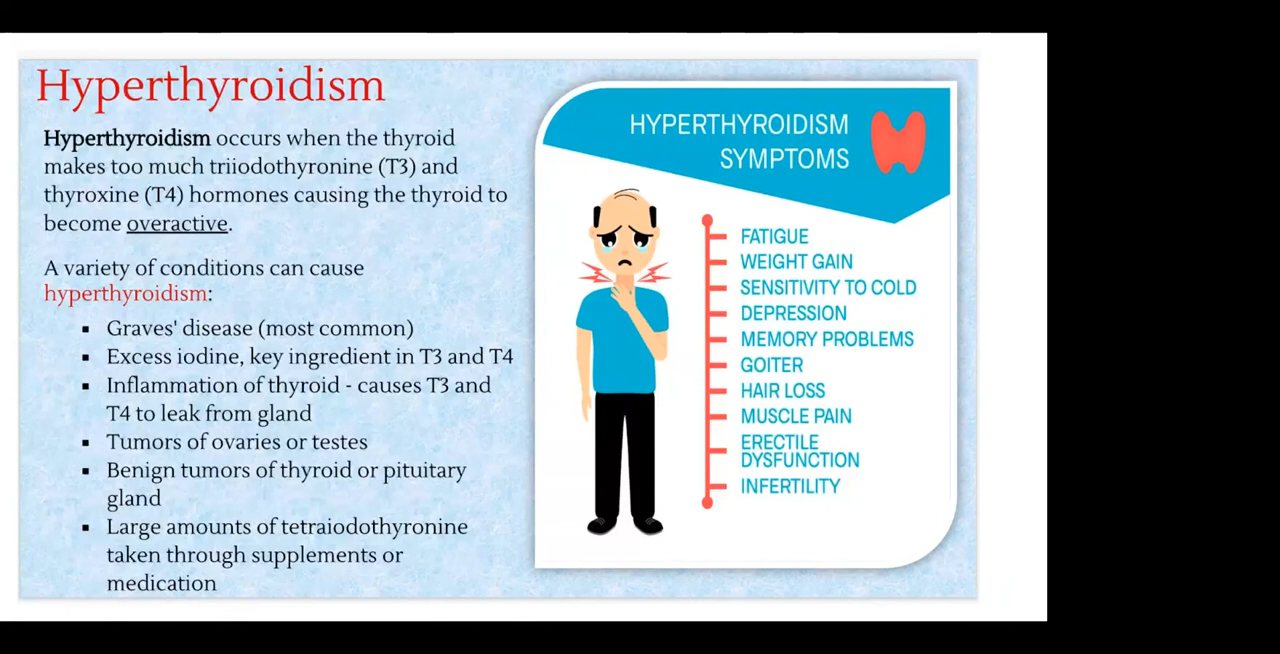 Hyperthyroidism
Hyperthyroidism occurs when the thyroid
makes too much triiodothyronine (T3) and
thyroxine (T4) hormones causing the thyroid to
become overactive.
A variety of conditions can cause
hyperthyroidism:
▪ Graves' disease (most common)
▪ Excess iodine, key ingredient in T3 and T4
▪ Inflammation of thyroid - causes T3 and
T4 to leak from gland
▪ Tumors of ovaries or testes
▪ Benign tumors of thyroid or pituitary
gland
▪ Large amounts of tetraiodothyronine
taken through supplements or
medication
HYPERTHYROIDISM
SYMPTOMS
FATIGUE
WEIGHT GAIN
SENSITIVITY TO COLD
DEPRESSION
MEMORY PROBLEMS
GOITER
HAIR LOSS
MUSCLE PAIN
ERECTILE
DYSFUNCTION
INFERTILITY